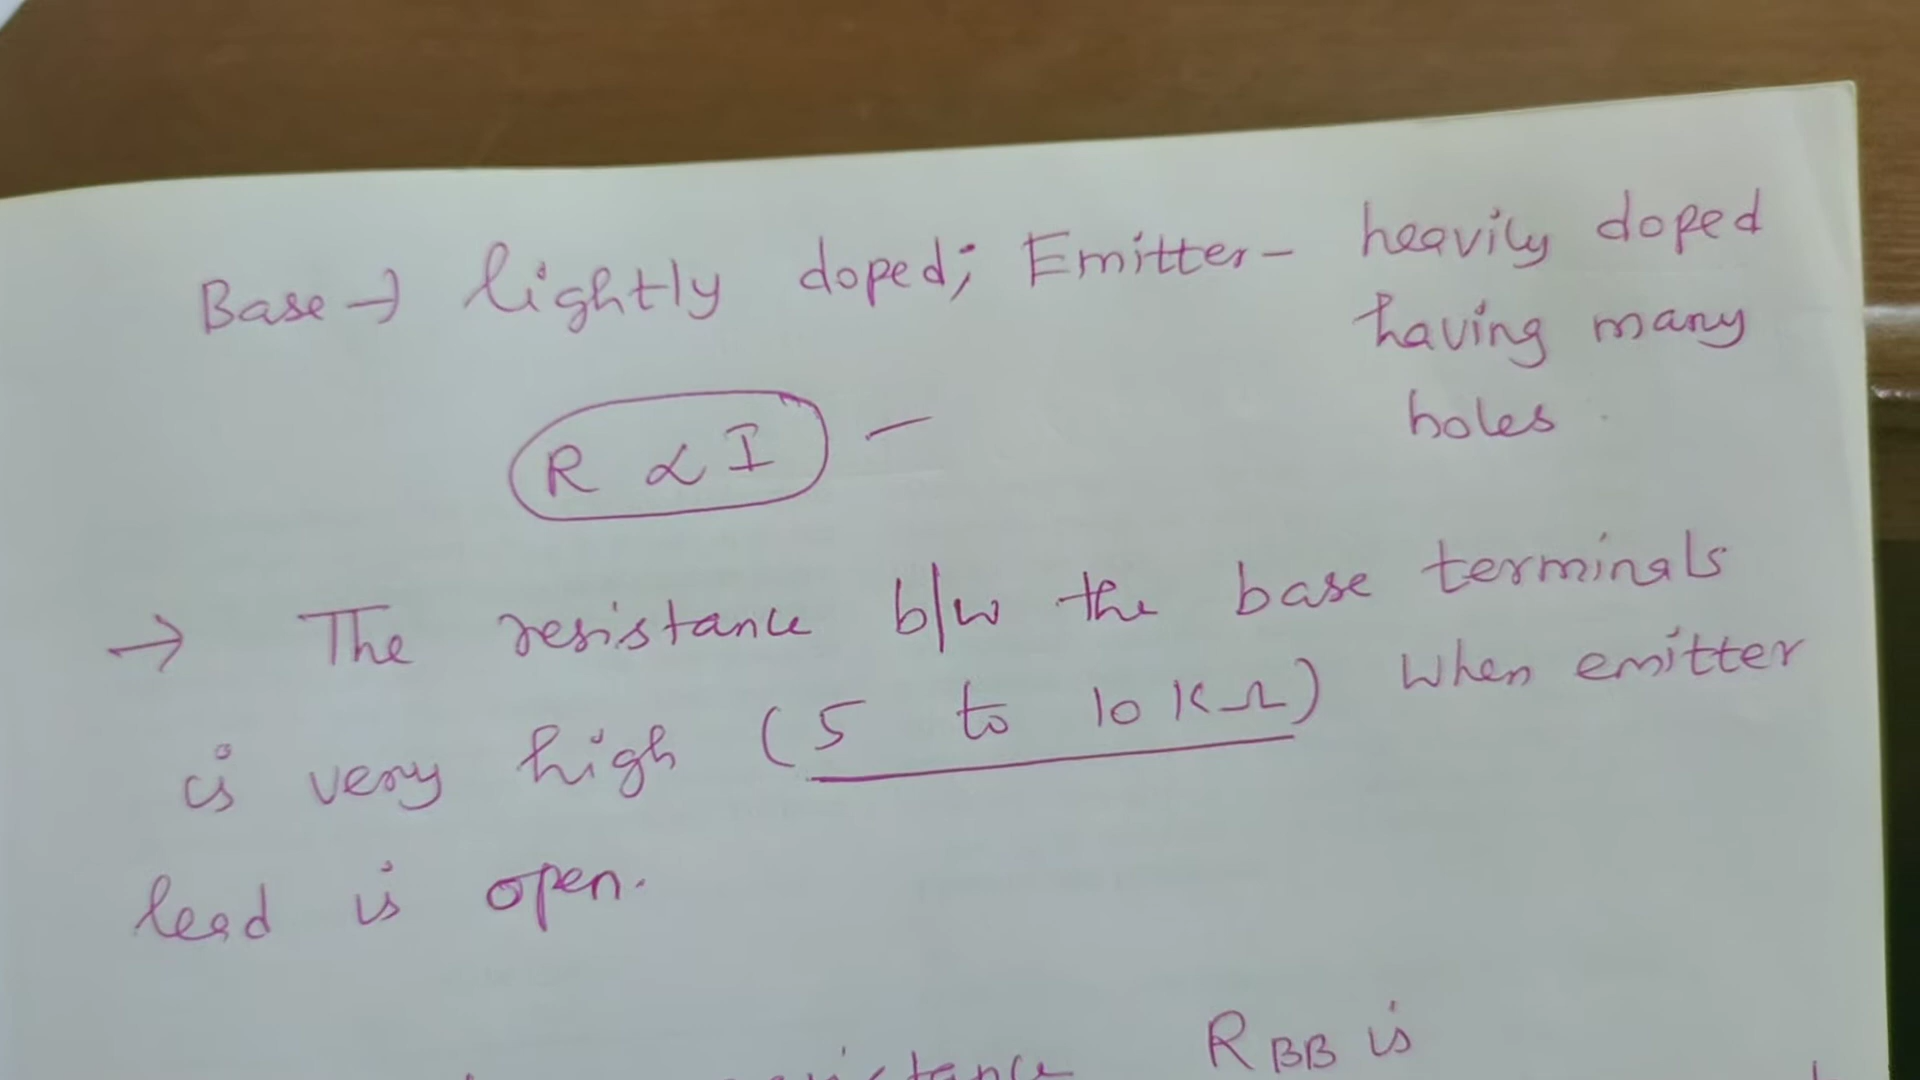 Base → lightly doped; Emitter - heavily doped
having many
holes.
R ∝ I -
→ The resistance b/w the base terminals
is very high (5 to 10 KΩ) when emitter
lead is open.
RBB is